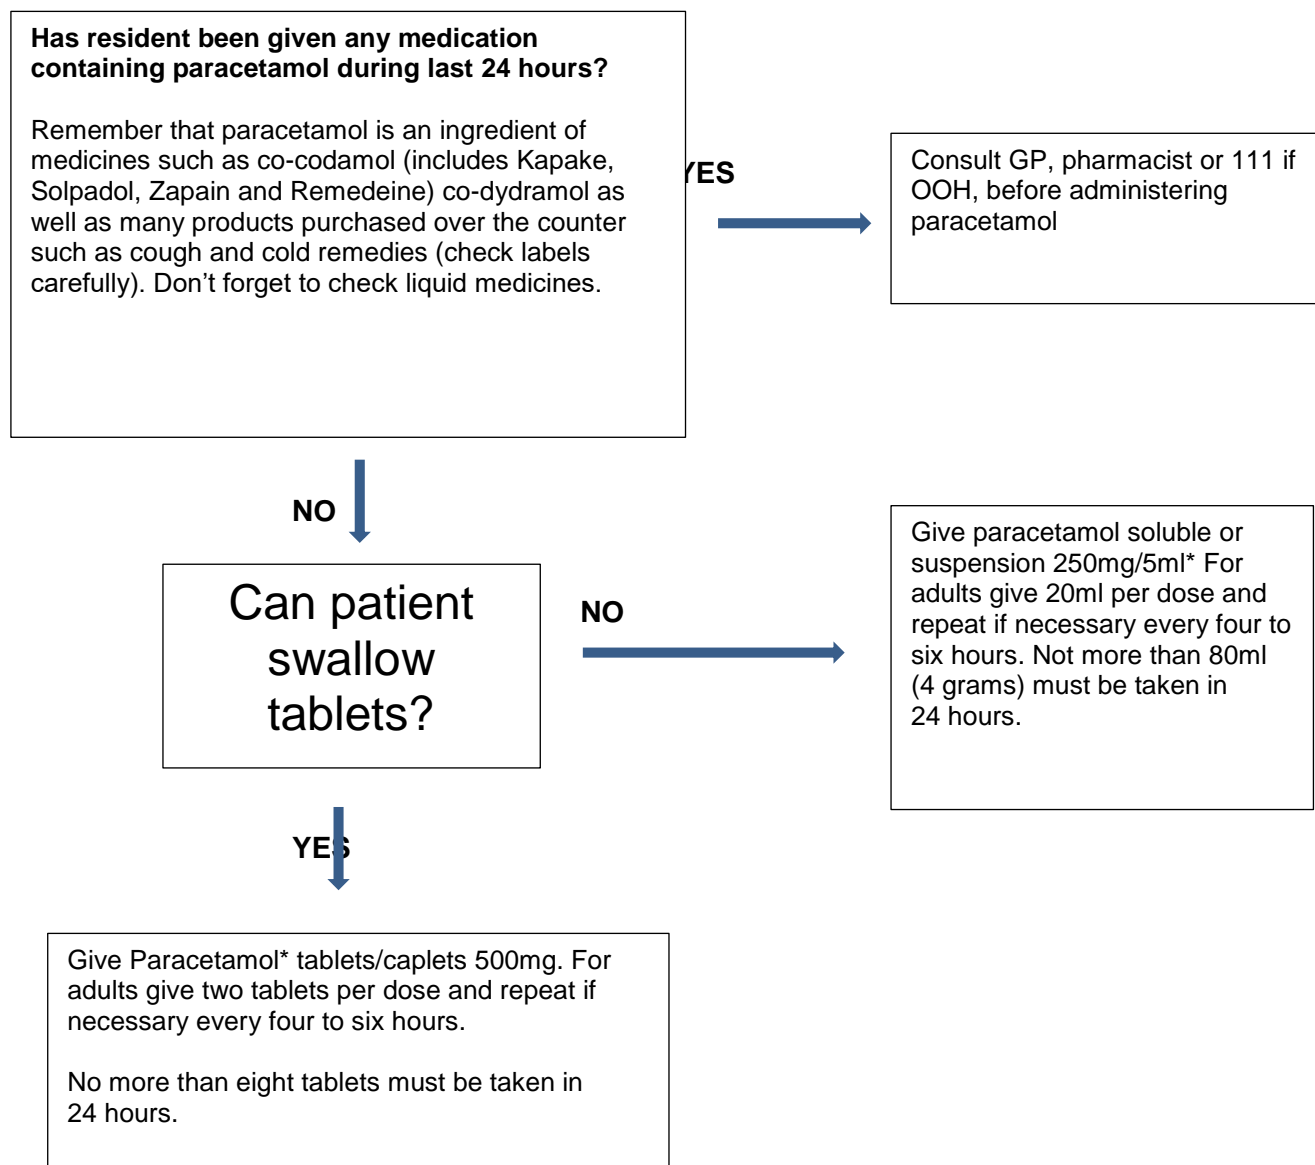 Has resident been given any medication
containing paracetamol during last 24 hours?
Remember that paracetamol is an ingredient of
medicines such as co-codamol (includes Kapake,
Solpadol, Zapain and Remedeine) co-dydramol as
well as many products purchased over the counter
such as cough and cold remedies (check labels
carefully). Don’t forget to check liquid medicines.
YES
Consult GP, pharmacist or 111 if
OOH, before administering
paracetamol
NO
Can patient
swallow
tablets?
NO
Give paracetamol soluble or
suspension 250mg/5ml* For
adults give 20ml per dose and
repeat if necessary every four to
six hours. Not more than 80ml
(4 grams) must be taken in
24 hours.
YES
Give Paracetamol* tablets/caplets 500mg. For
adults give two tablets per dose and repeat if
necessary every four to six hours.
No more than eight tablets must be taken in
24 hours.